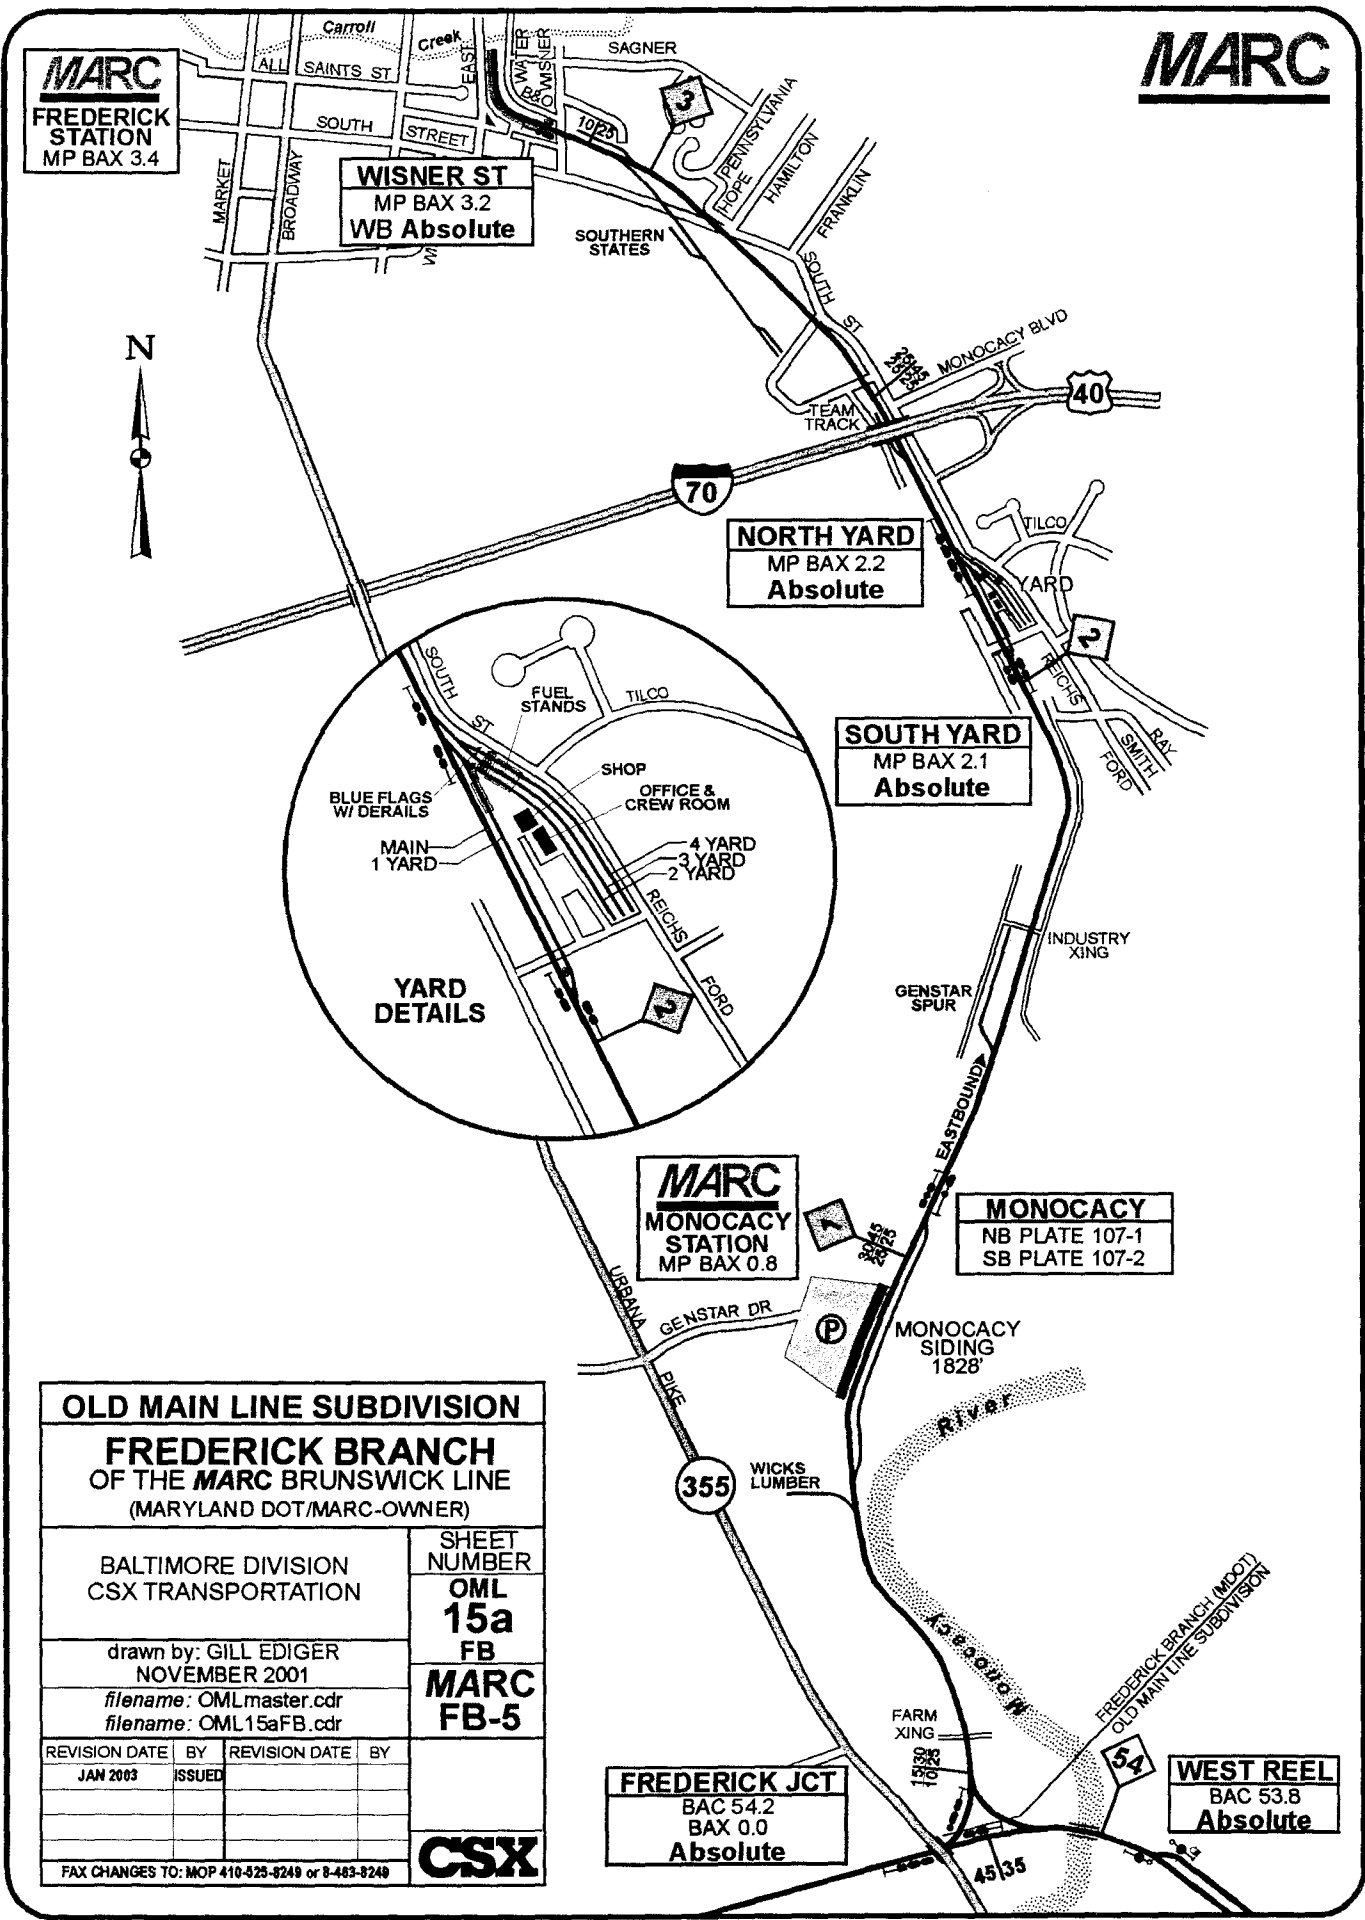 Carroll
Creek
MARC
MARC
FREDERICK
STATION
MP BAX 3.4
ALL SAINTS ST
EAST
WATER
WISNER
B&O
SAGNER
3
SOUTH STREET
10 25
PENNSYLVANIA
HOPE
HAMILTON
FRANKLIN
MARKET
BROADWAY
WISNER ST
MP BAX 3.2
WB Absolute
SOUTHERN
STATES
SOUTH ST
MONOCACY BLVD
N
40
TEAM
TRACK
70
NORTH YARD
MP BAX 2.2
Absolute
TILCO
YARD
2
REICHS
FORD
SMITH
RAY
SOUTH YARD
MP BAX 2.1
Absolute
SOUTH
ST
FUEL
STANDS
TILCO
SHOP
OFFICE &
CREW ROOM
BLUE FLAGS
W/ DERAILS
MAIN
1 YARD
4 YARD
3 YARD
2 YARD
REICHS
FORD
YARD
DETAILS
2
INDUSTRY
XING
GENSTAR
SPUR
EASTBOUND
MARC
MONOCACY
STATION
MP BAX 0.8
1
30 45
25 25
MONOCACY
NB PLATE 107-1
SB PLATE 107-2
URBANA
PIKE
GENSTAR DR
P
MONOCACY
SIDING
1828'
River
Monocacy
355
WICKS
LUMBER
OLD MAIN LINE SUBDIVISION
FREDERICK BRANCH
OF THE MARC BRUNSWICK LINE
(MARYLAND DOT/MARC-OWNER)
BALTIMORE DIVISION
CSX TRANSPORTATION
SHEET
NUMBER
OML
15a
FB
MARC
FB-5
drawn by: GILL EDIGER
NOVEMBER 2001
filename: OMLmaster.cdr
filename: OML15aFB.cdr
REVISION DATE BY REVISION DATE BY
JAN 2003 ISSUED
FAX CHANGES TO: MOP 410-525-8249 or 8-483-8249
CSX
FARM
XING
15 30
10 25
FREDERICK BRANCH (MDOT)
OLD MAIN LINE SUBDIVISION
54
FREDERICK JCT
BAC 54.2
BAX 0.0
Absolute
45 35
WEST REEL
BAC 53.8
Absolute